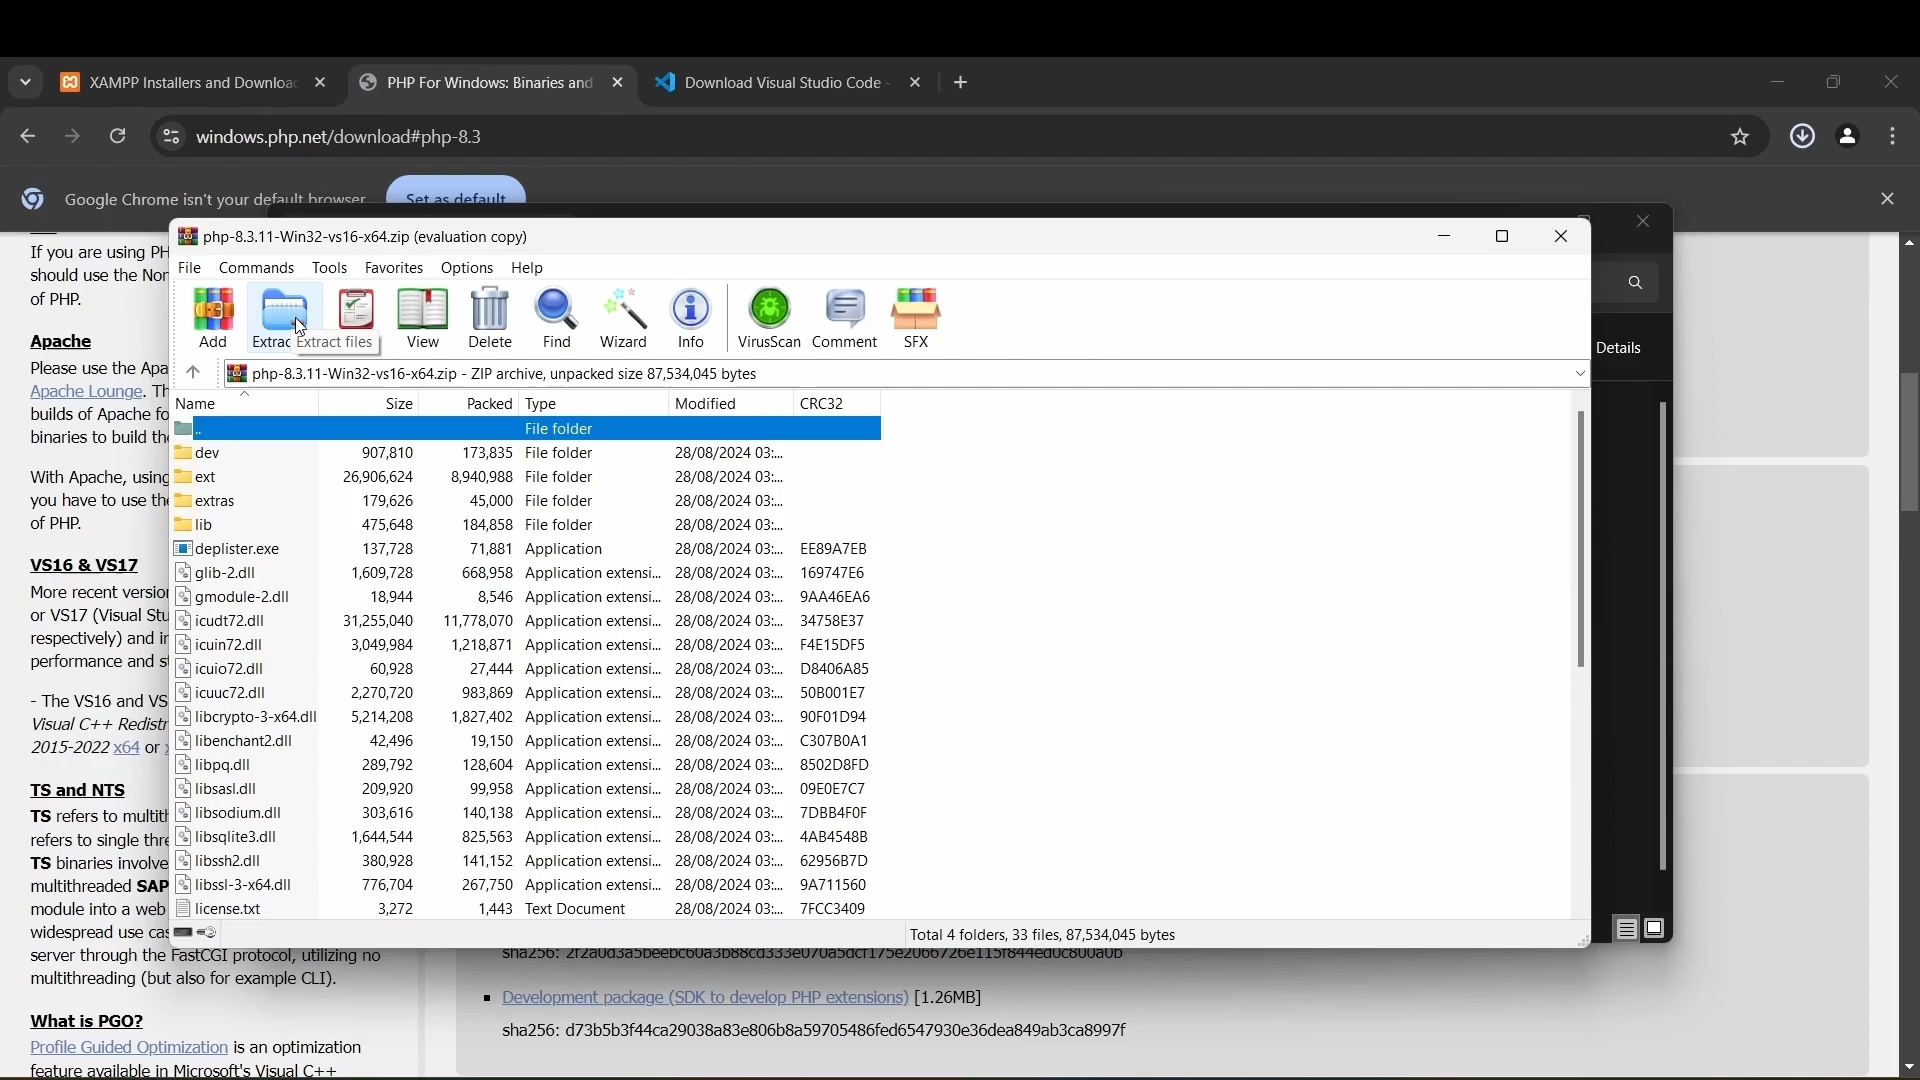 XAMPP Installers and Downloa
PHP For Windows: Binaries and
Download Visual Studio Code -
windows.php.net/download#php-8.3
Google Chrome isn't your default browser
Set as default
If you are using PH
should use the Non
of PHP.
Apache
Please use the Apa
Apache Lounge. Th
builds of Apache fo
binaries to build the
With Apache, using
you have to use the
of PHP.
VS16 & VS17
More recent version
or VS17 (Visual Stu
respectively) and in
performance and st
- The VS16 and VS
Visual C++ Redistr
2015-2022 x64 or x
TS and NTS
TS refers to multith
refers to single thre
TS binaries involve
multithreaded SAP
module into a web
widespread use cas
server through the FastCGI protocol, utilizing no
multithreading (but also for example CLI).
What is PGO?
Profile Guided Optimization is an optimization
feature available in Microsoft's Visual C++
php-8.3.11-Win32-vs16-x64.zip (evaluation copy)
File Commands Tools Favorites Options Help
Add Extrac Extract files View Delete Find Wizard Info VirusScan Comment SFX
php-8.3.11-Win32-vs16-x64.zip - ZIP archive, unpacked size 87,534,045 bytes
Name Size Packed Type Modified CRC32
.. File folder
dev 907,810 173,835 File folder 28/08/2024 03:...
ext 26,906,624 8,940,988 File folder 28/08/2024 03:...
extras 179,626 45,000 File folder 28/08/2024 03:...
lib 475,648 184,858 File folder 28/08/2024 03:...
deplister.exe 137,728 71,881 Application 28/08/2024 03:... EE89A7EB
glib-2.dll 1,609,728 668,958 Application extensi... 28/08/2024 03:... 169747E6
gmodule-2.dll 18,944 8,546 Application extensi... 28/08/2024 03:... 9AA46EA6
icudt72.dll 31,255,040 11,778,070 Application extensi... 28/08/2024 03:... 34758E37
icuin72.dll 3,049,984 1,218,871 Application extensi... 28/08/2024 03:... F4E15DF5
icuio72.dll 60,928 27,444 Application extensi... 28/08/2024 03:... D8406A85
icuuc72.dll 2,270,720 983,869 Application extensi... 28/08/2024 03:... 50B001E7
libcrypto-3-x64.dll 5,214,208 1,827,402 Application extensi... 28/08/2024 03:... 90F01D94
libenchant2.dll 42,496 19,150 Application extensi... 28/08/2024 03:... C307B0A1
libpq.dll 289,792 128,604 Application extensi... 28/08/2024 03:... 8502D8FD
libsasl.dll 209,920 99,958 Application extensi... 28/08/2024 03:... 09E0E7C7
libsodium.dll 303,616 140,138 Application extensi... 28/08/2024 03:... 7DBB4F0F
libsqlite3.dll 1,644,544 825,563 Application extensi... 28/08/2024 03:... 4AB4548B
libssh2.dll 380,928 141,152 Application extensi... 28/08/2024 03:... 62956B7D
libssl-3-x64.dll 776,704 267,750 Application extensi... 28/08/2024 03:... 9A711560
license.txt 3,272 1,443 Text Document 28/08/2024 03:... 7FCC3409
Total 4 folders, 33 files, 87,534,045 bytes
Details
sha256:
Development package (SDK to develop PHP extensions) [1.26MB]
sha256: d73b5b3f44ca29038a83e806b8a59705486fed6547930e36dea849ab3ca8997f